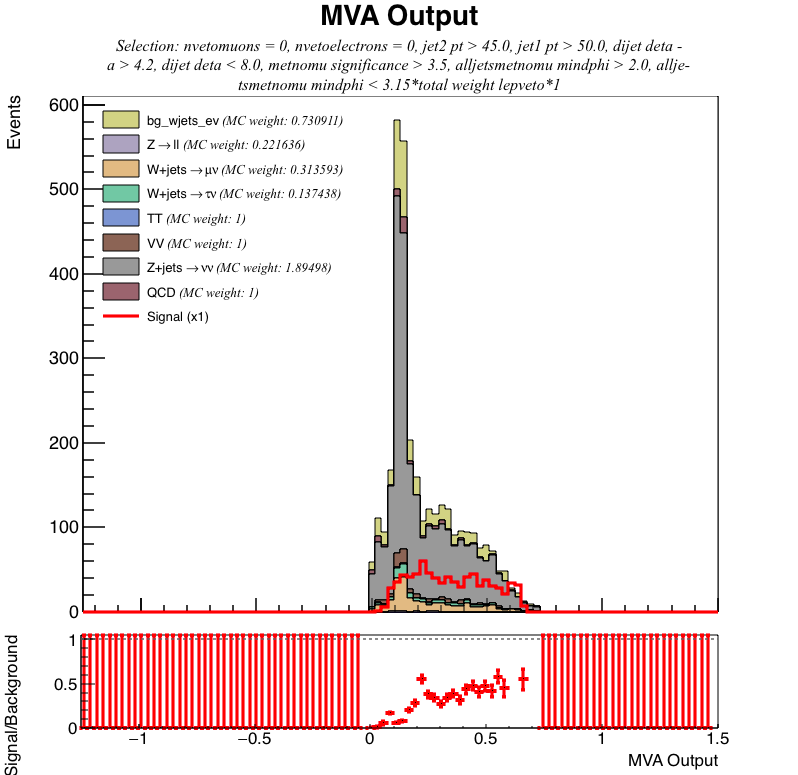 MVA Output
Selection: nvetomuons = 0, nvetoelectrons = 0, jet2 pt > 45.0, jet1 pt > 50.0, dijet deta -
a > 4.2, dijet deta < 8.0, metnomu significance > 3.5, alljetsmetnomu mindphi > 2.0, allje-
tsmetnomu mindphi < 3.15*total weight lepveto*1
Events
600
500
400
300
200
100
0
bg_wjets_ev (MC weight: 0.730911)
Z → ll (MC weight: 0.221636)
W+jets → μν (MC weight: 0.313593)
W+jets → τν (MC weight: 0.137438)
TT (MC weight: 1)
VV (MC weight: 1)
Z+jets → νν (MC weight: 1.89498)
QCD (MC weight: 1)
Signal (x1)
Signal/Background
1
0.5
0
−1 −0.5 0 0.5 1 1.5
MVA Output